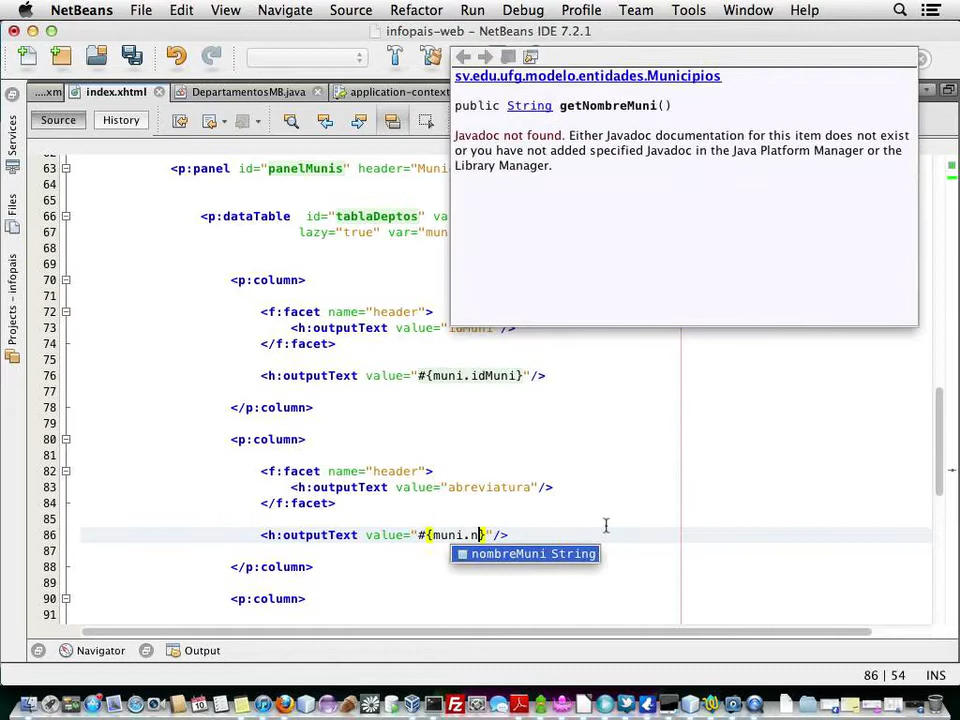 NetBeans File Edit View Navigate Source Refactor Run Debug Profile Team Tools Window Help
infopais-web - NetBeans IDE 7.2.1
...xm index.xhtml DepartamentosMB.java application-context
Source History
sv.edu.ufg.modelo.entidades.Municipios
public String getNombreMuni()
Javadoc not found. Either Javadoc documentation for this item does not exist
or you have not added specified Javadoc in the Java Platform Manager or the
Library Manager.
Services
Files
Projects - infopais
63 <p:panel id="panelMunis" header="Muni
64
65
66 <p:dataTable id="tablaDeptos" va
67 lazy="true" var="mun
68
69
70 <p:column>
71
72 <f:facet name="header">
73 <h:outputText value="idMuni"/>
74 </f:facet>
75
76 <h:outputText value="#{muni.idMuni}"/>
77
78 </p:column>
79
80 <p:column>
81
82 <f:facet name="header">
83 <h:outputText value="abreviatura"/>
84 </f:facet>
85
86 <h:outputText value="#{muni.n}"/>
87
nombreMuni String
88 </p:column>
89
90 <p:column>
91
Navigator Output
86 | 54 INS